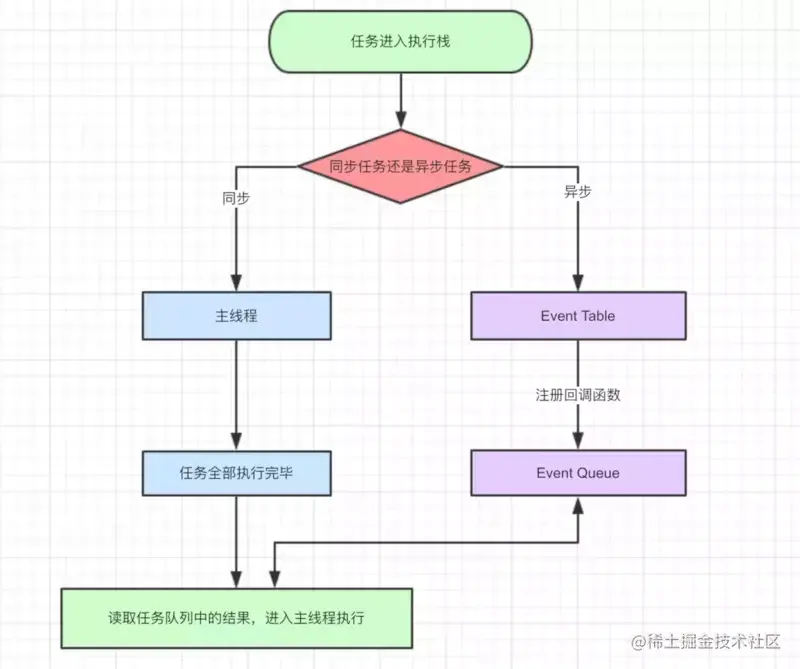 任务进入执行栈
同步任务还是异步任务
同步
异步
主线程
Event Table
注册回调函数
任务全部执行完毕
Event Queue
读取任务队列中的结果，进入主线程执行
@稀土掘金技术社区